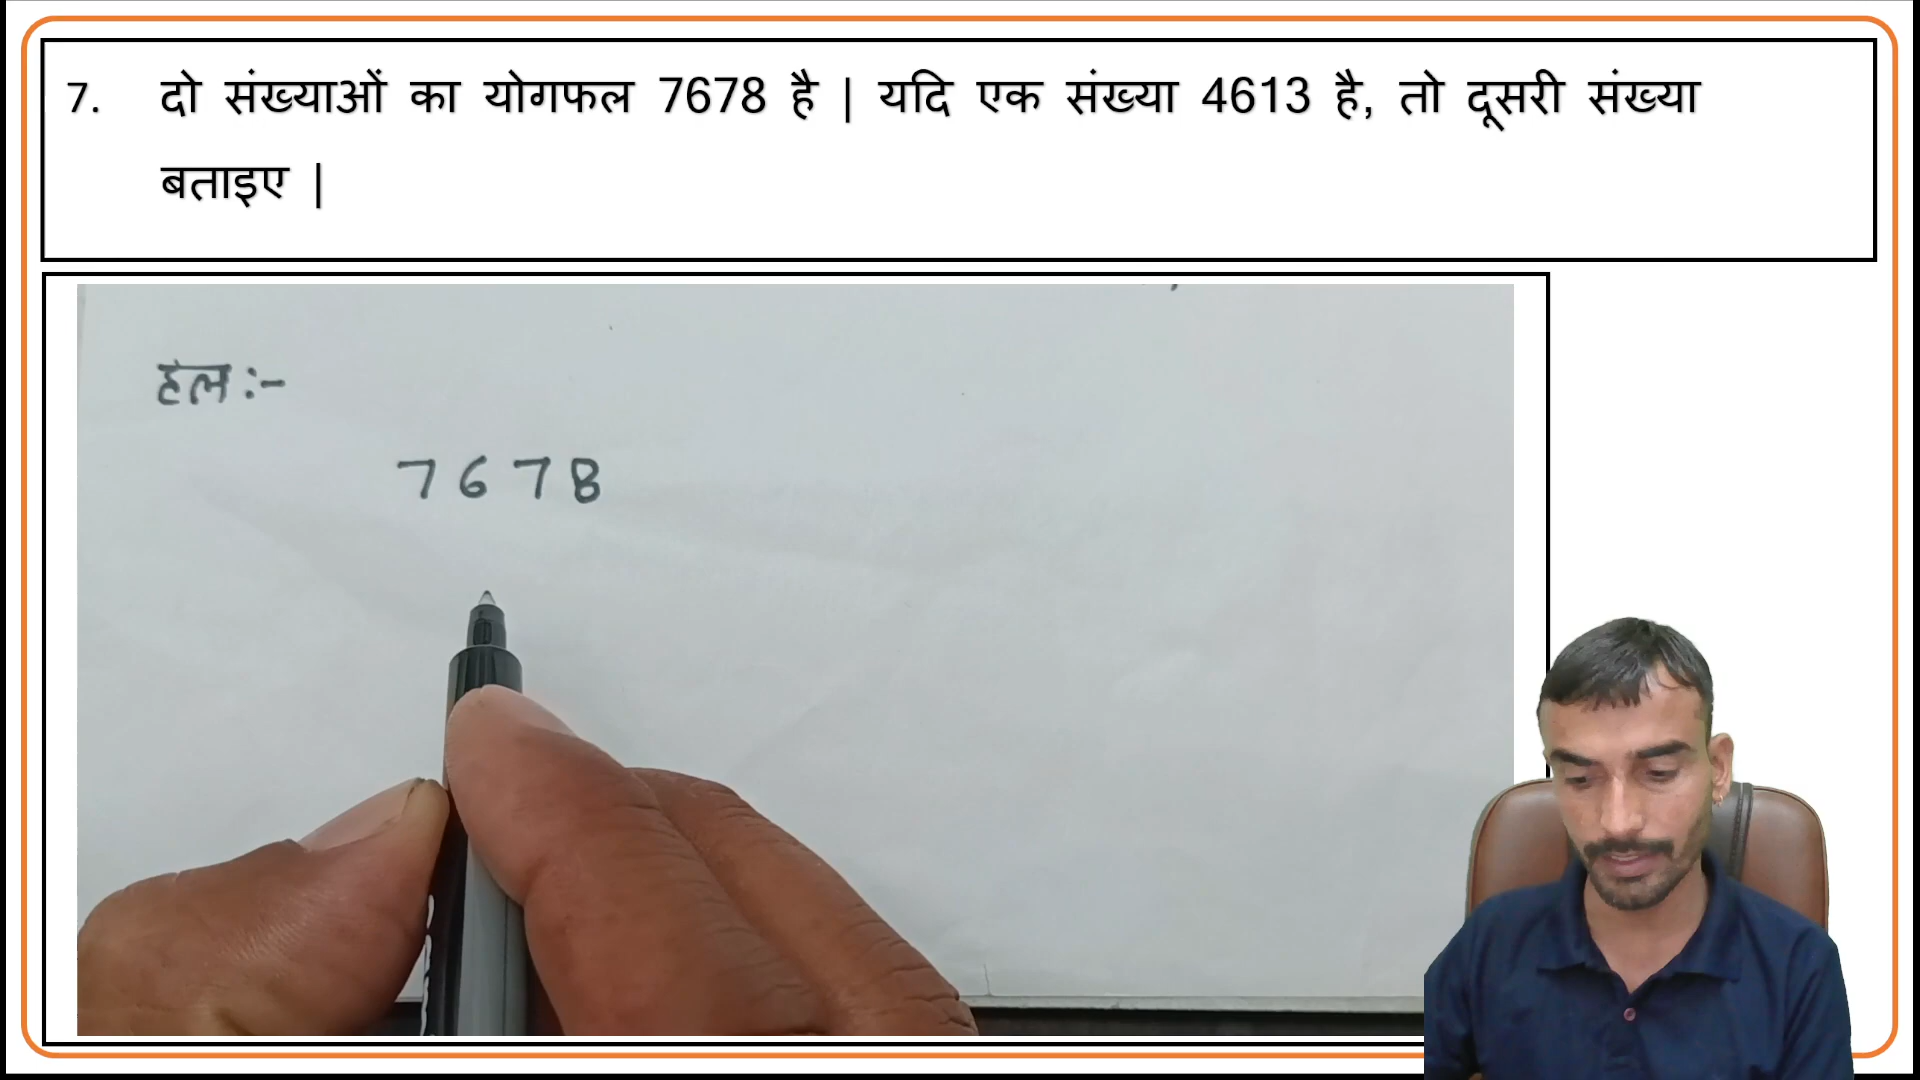 7. दो संख्याओं का योगफल 7678 है | यदि एक संख्या 4613 है, तो दूसरी संख्या
बताइए |
हल :-
7678